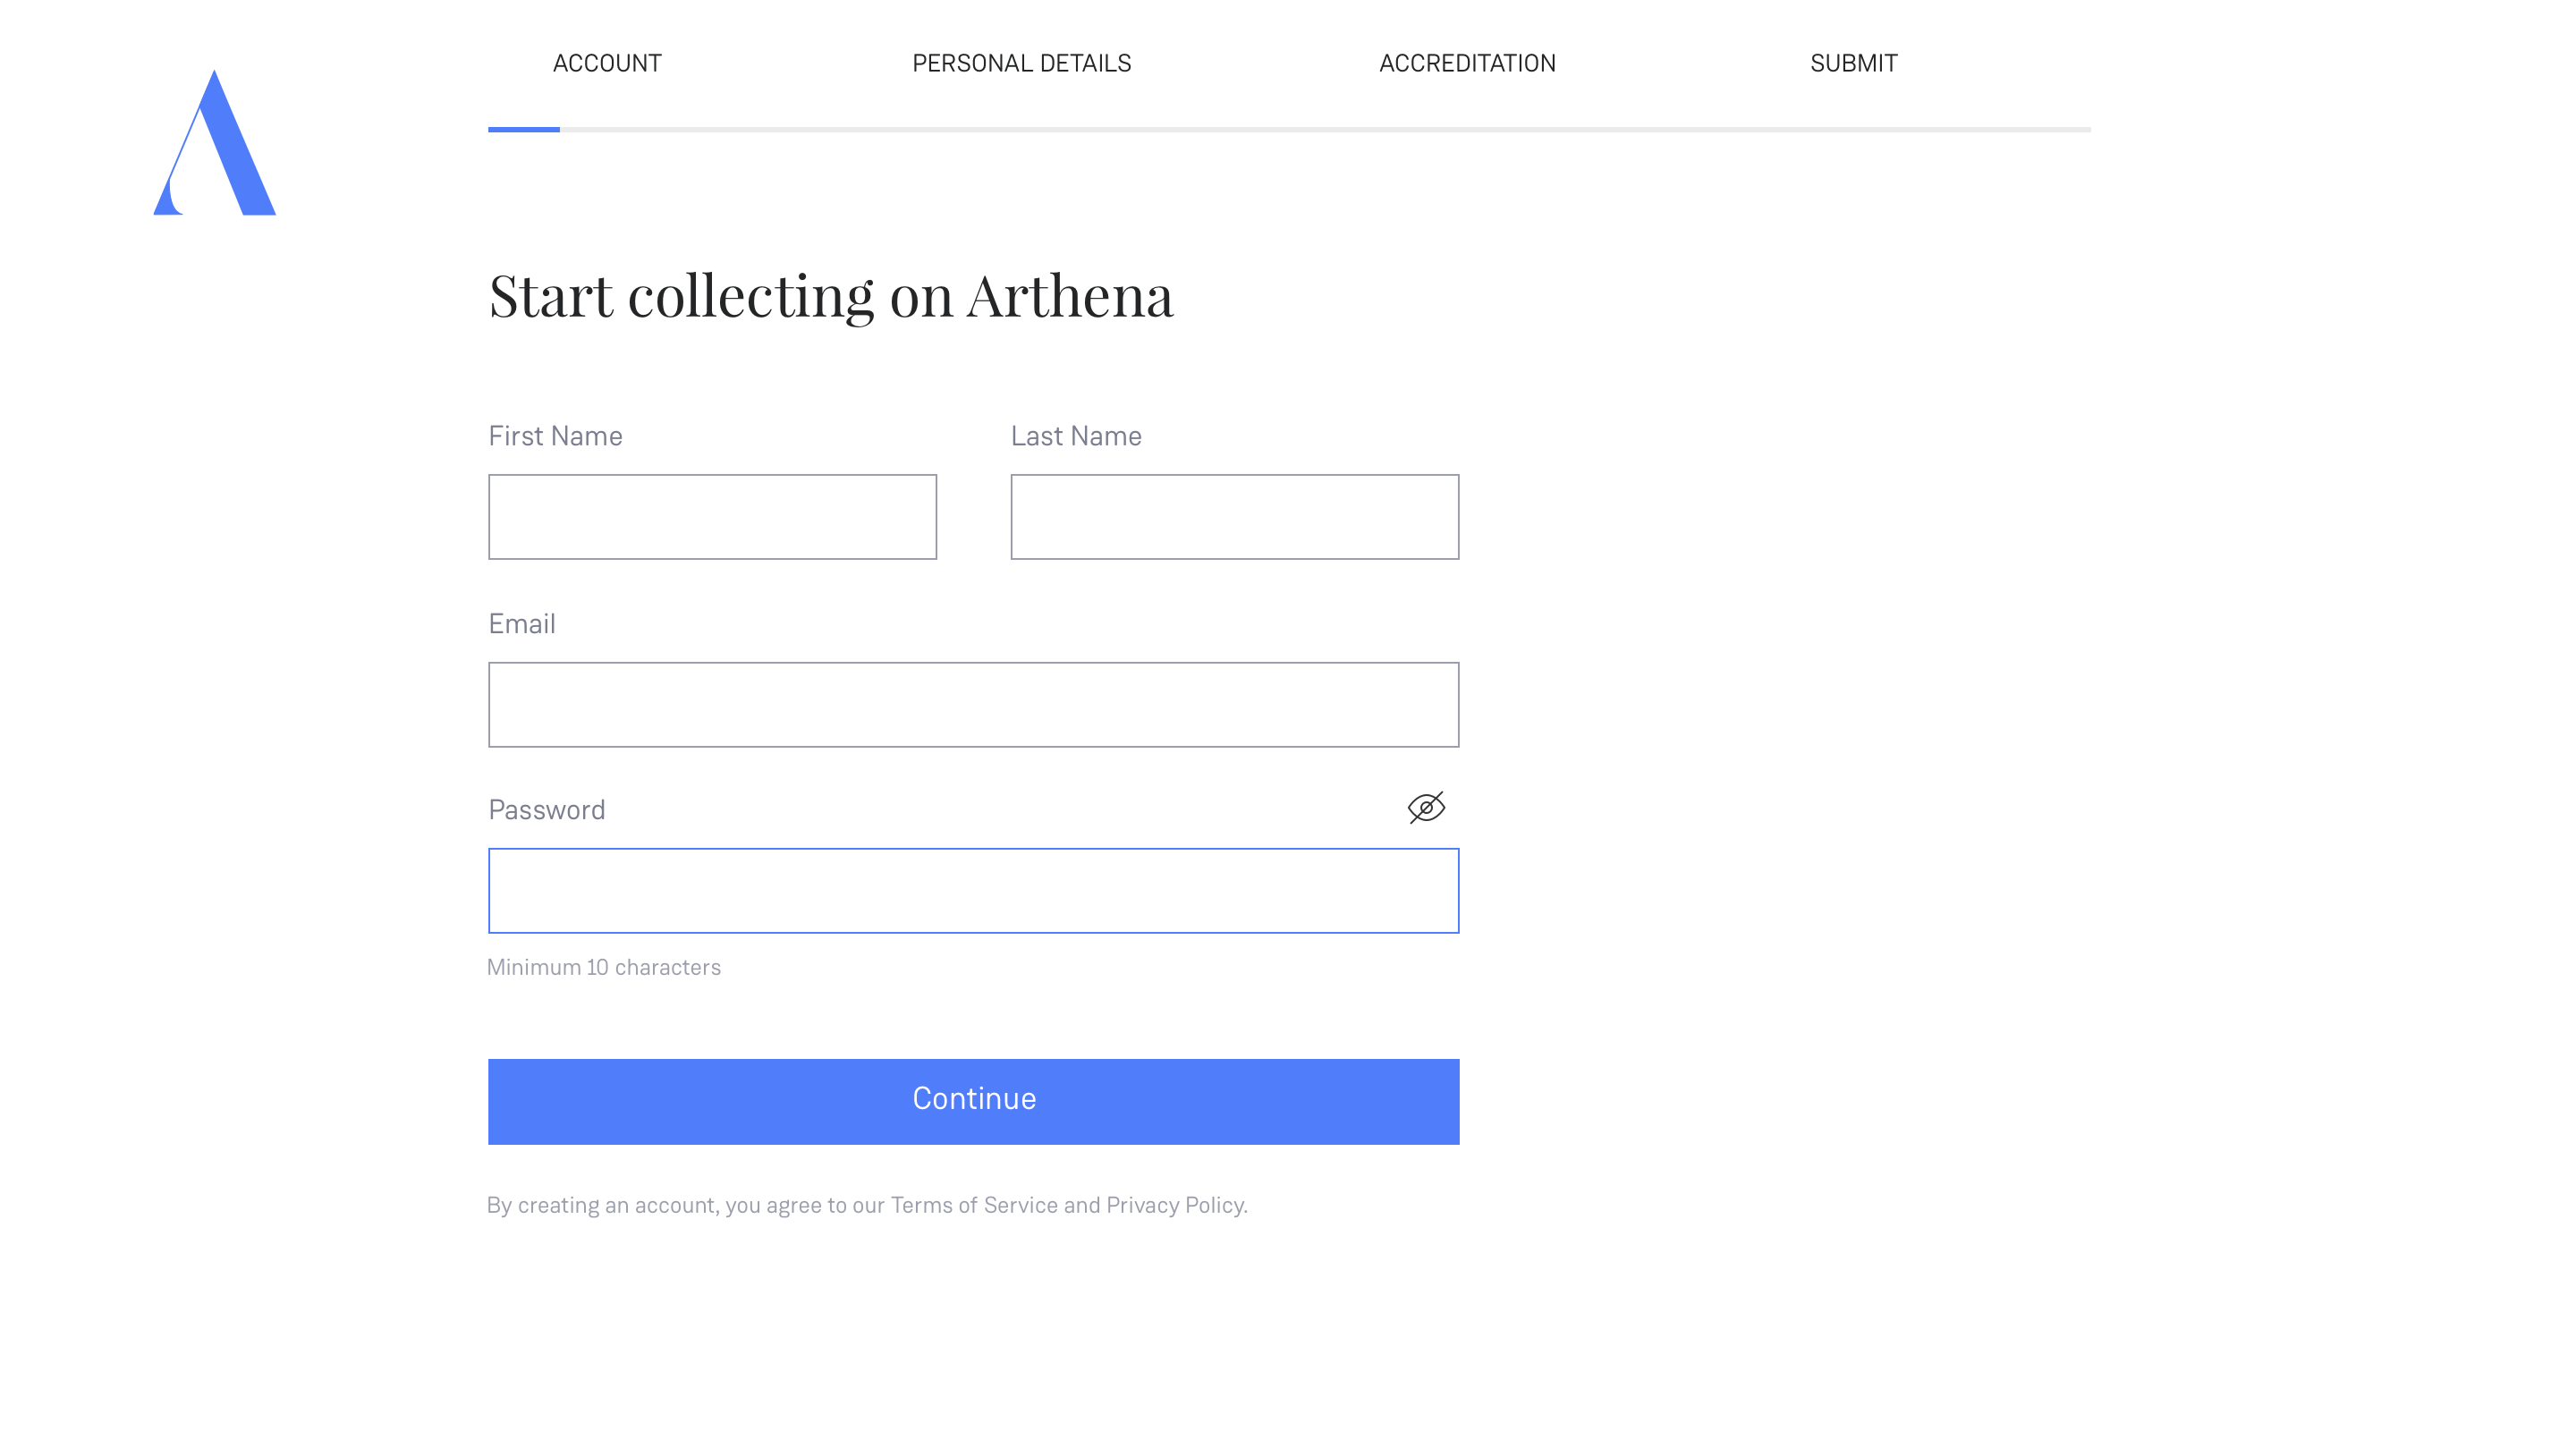 ACCOUNT PERSONAL DETAILS ACCREDITATION SUBMIT
Start collecting on Arthena
First Name Last Name
Email
Password
Minimum 10 characters
Continue
By creating an account, you agree to our Terms of Service and Privacy Policy.